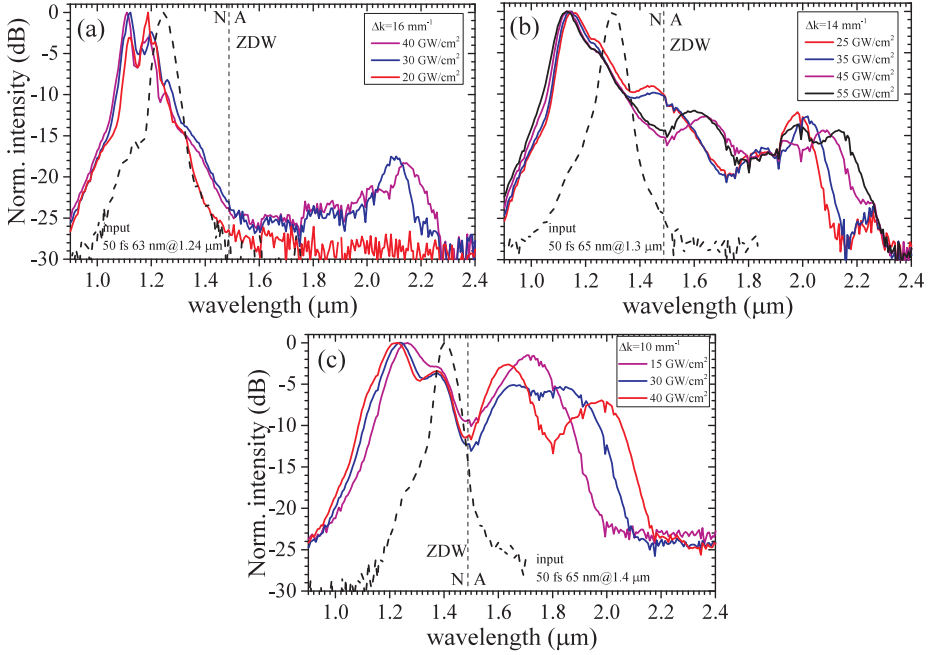 (a)
N A
ZDW
Δk=16 mm⁻¹
40 GW/cm²
30 GW/cm²
20 GW/cm²
input
50 fs 63 nm@1.24 μm
Norm. intensity (dB)
0
-5
-10
-15
-20
-25
-30
1.0 1.2 1.4 1.6 1.8 2.0 2.2 2.4
wavelength (μm)
(b)
N A
ZDW
Δk=14 mm⁻¹
25 GW/cm²
35 GW/cm²
45 GW/cm²
55 GW/cm²
input
50 fs 65 nm@1.3 μm
0
-5
-10
-15
-20
-25
-30
1.0 1.2 1.4 1.6 1.8 2.0 2.2 2.4
wavelength (μm)
(c)
Δk=10 mm⁻¹
15 GW/cm²
30 GW/cm²
40 GW/cm²
ZDW
N A
input
50 fs 65 nm@1.4 μm
Norm. intensity (dB)
0
-5
-10
-15
-20
-25
-30
1.0 1.2 1.4 1.6 1.8 2.0 2.2 2.4
wavelength (μm)